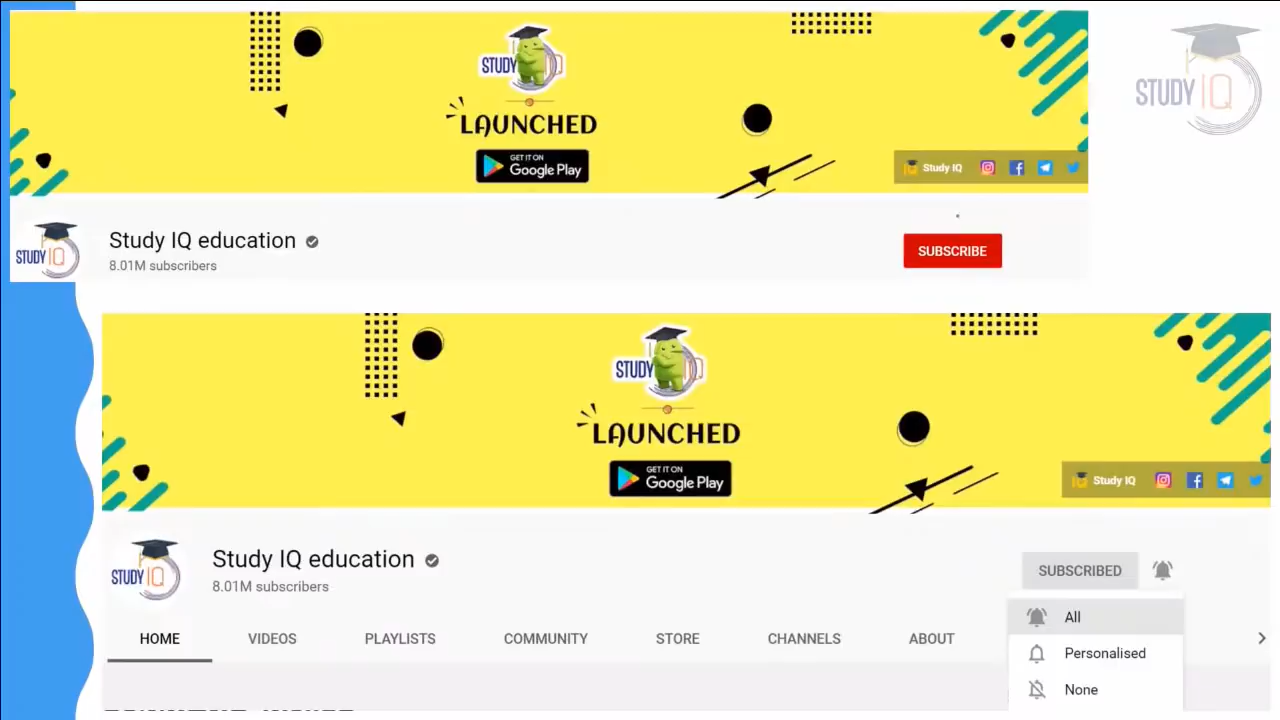 STUDY
LAUNCHED
GET IT ON
Google Play
Study IQ
STUDY IQ
STUDY IQ
Study IQ education
8.01M subscribers
SUBSCRIBE
STUDY
LAUNCHED
GET IT ON
Google Play
Study IQ
STUDY IQ
Study IQ education
8.01M subscribers
SUBSCRIBED
HOME VIDEOS PLAYLISTS COMMUNITY STORE CHANNELS ABOUT
All
Personalised
None